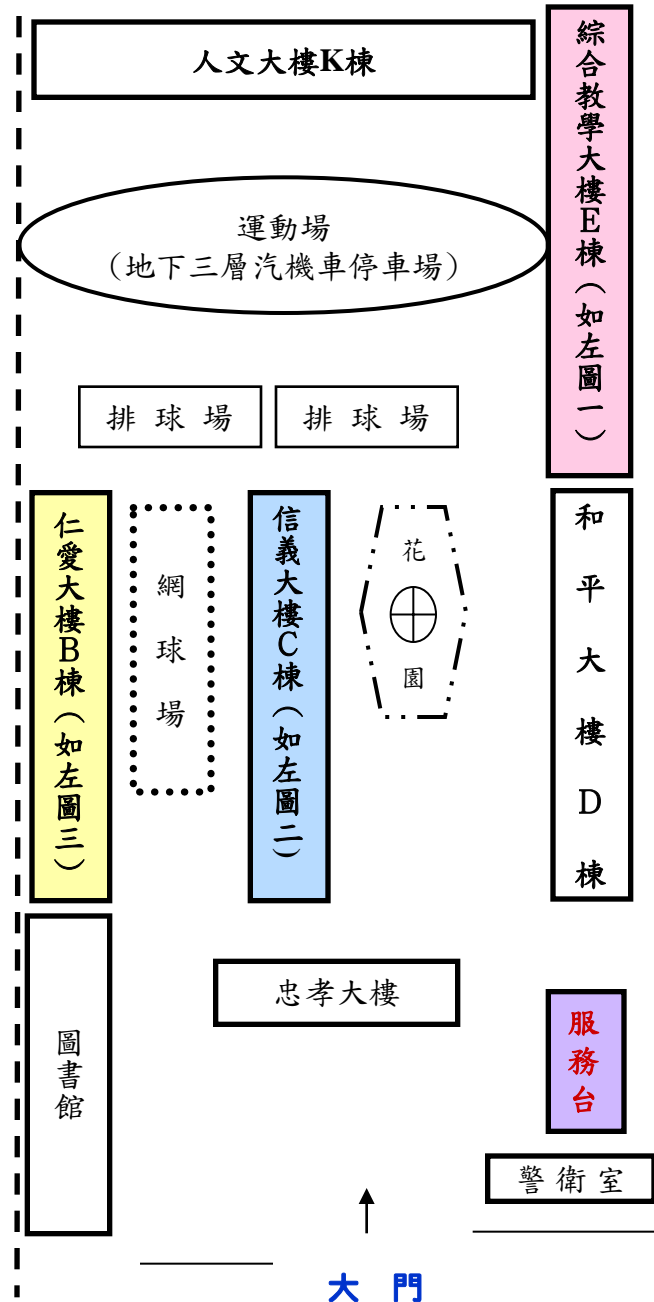 人文大樓K棟
綜合教學大樓E棟（如左圖一）
運動場
（地下三層汽機車停車場）
排球場
排球場
仁愛大樓B棟（如左圖三）
網球場
信義大樓C棟（如左圖二）
花園
和平大樓D棟
圖書館
忠孝大樓
服務台
警衛室
大門